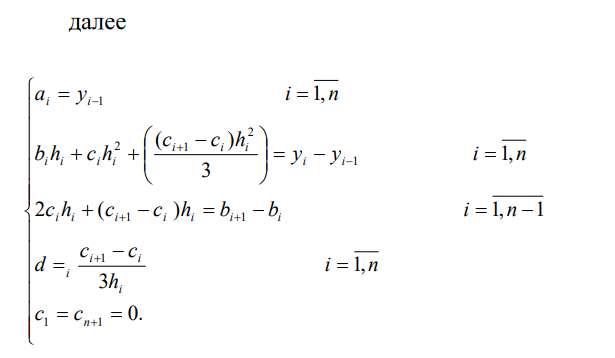 далее
a_i = y_{i-1} i = \overline{1,n}
b_i h_i + c_i h_i^2 + \left( \frac{(c_{i+1} - c_i)h_i^2}{3} \right) = y_i - y_{i-1} i = \overline{1,n}
2c_i h_i + (c_{i+1} - c_i)h_i = b_{i+1} - b_i i = \overline{1,n-1}
d =_i \frac{c_{i+1} - c_i}{3h_i} i = \overline{1,n}
c_1 = c_{n+1} = 0.